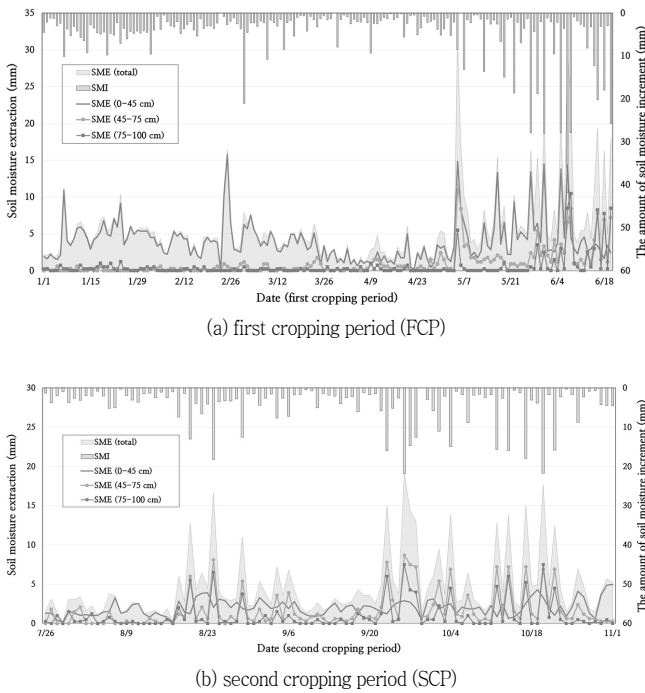 35
30
25
20
15
10
5
0
Soil moisture extraction (mm)
SME (total)
SMI
SME (0-45 cm)
SME (45-75 cm)
SME (75-100 cm)
0
10
20
30
40
50
60
The amount of soil moisture increment (mm)
1/1 1/15 1/29 2/12 2/26 3/12 3/26 4/9 4/23 5/7 5/21 6/4 6/18
Date (first cropping period)
(a) first cropping period (FCP)
30
25
20
15
10
5
0
Soil moisture extraction (mm)
SME (total)
SMI
SME (0-45 cm)
SME (45-75 cm)
SME (75-100 cm)
0
10
20
30
40
50
60
The amount of soil moisture increment (mm)
7/26 8/9 8/23 9/6 9/20 10/4 10/18 11/1
Date (second cropping period)
(b) second cropping period (SCP)